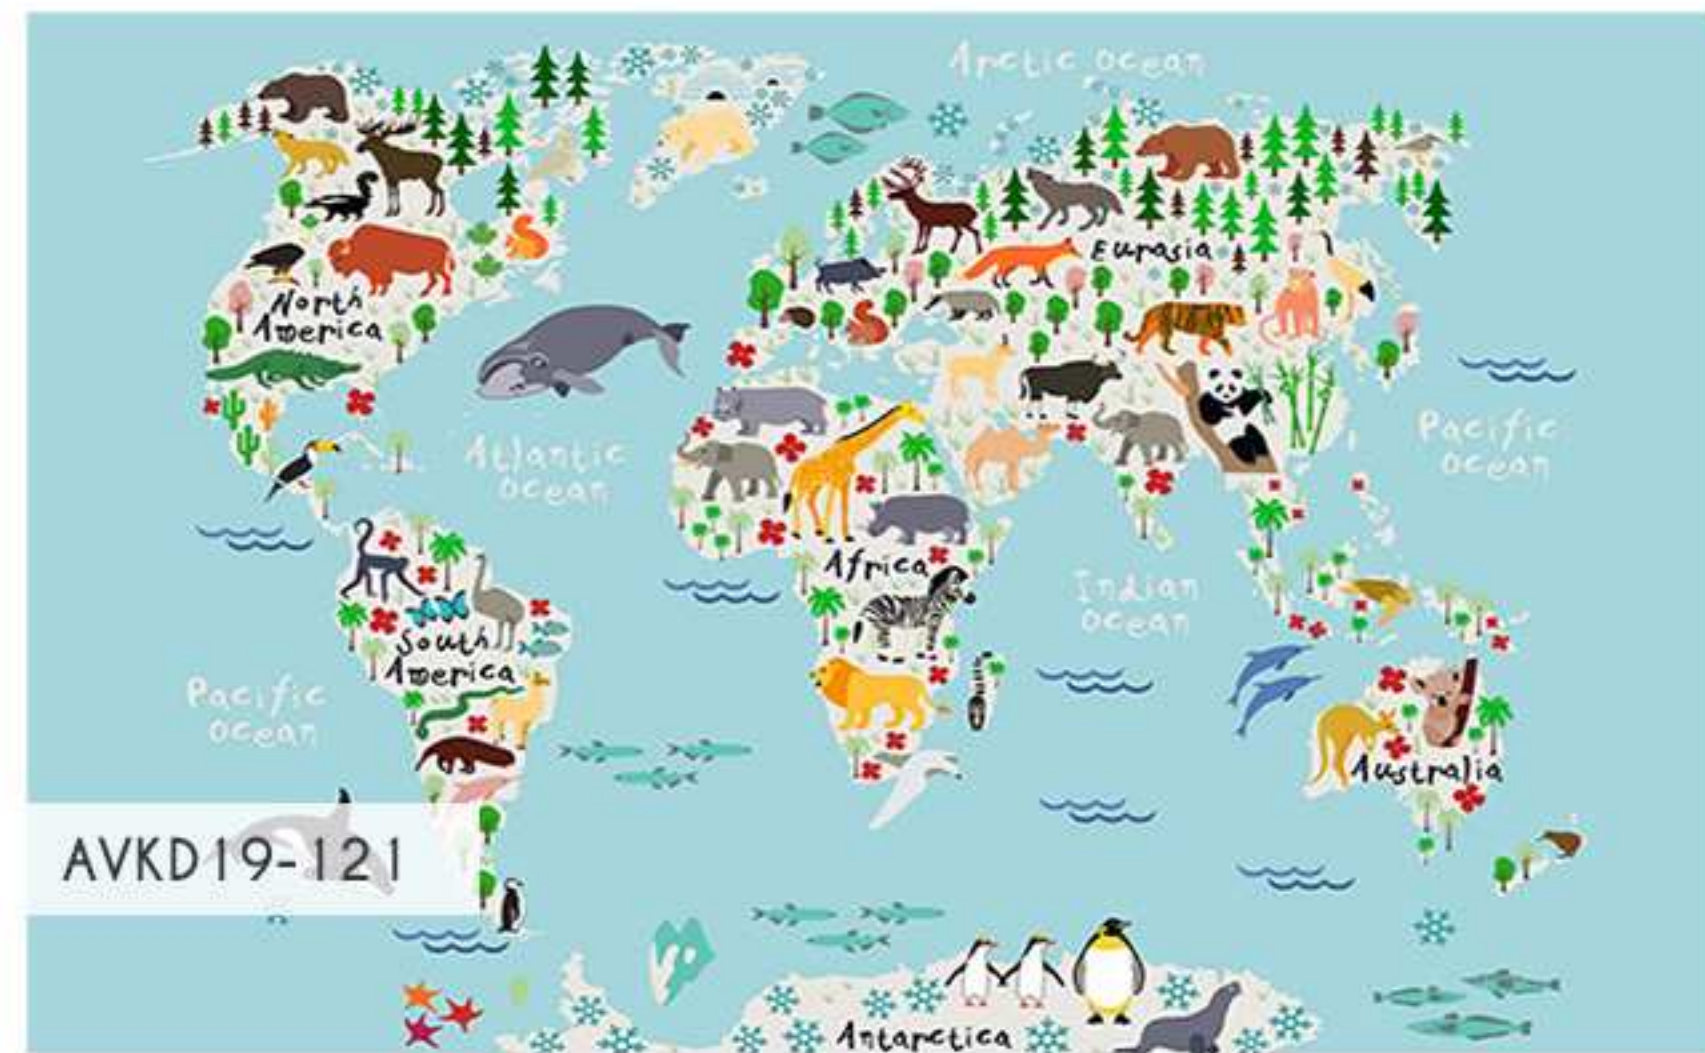 Arctic Ocean
Eurasia
North
America
Atlantic
Ocean
Pacific
Ocean
Africa
Indian
Ocean
South
America
Pacific
Ocean
Australia
AVKD19-121
Antarctica